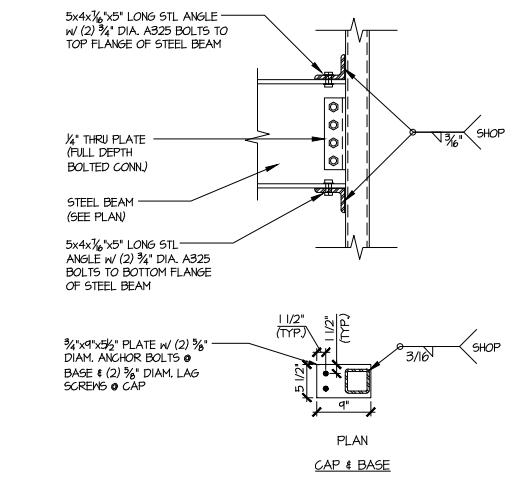 5x4x7/16"x5" LONG STL ANGLE
W/ (2) 3/4" DIA. A325 BOLTS TO
TOP FLANGE OF STEEL BEAM
1/4" THRU PLATE
(FULL DEPTH
BOLTED CONN.)
3/16"
SHOP
STEEL BEAM
(SEE PLAN)
5x4x7/16"x5" LONG STL
ANGLE W/ (2) 3/4" DIA. A325
BOLTS TO BOTTOM FLANGE
OF STEEL BEAM
3/4"x9"x5½" PLATE W/ (2) 5/8"
DIAM. ANCHOR BOLTS @
BASE & (2) 5/8" DIAM. LAG
SCREWS @ CAP
1 1/2"
(TYP.)
1 1/2"
(TYP.)
5 1/2"
9"
3/16
SHOP
PLAN
CAP & BASE